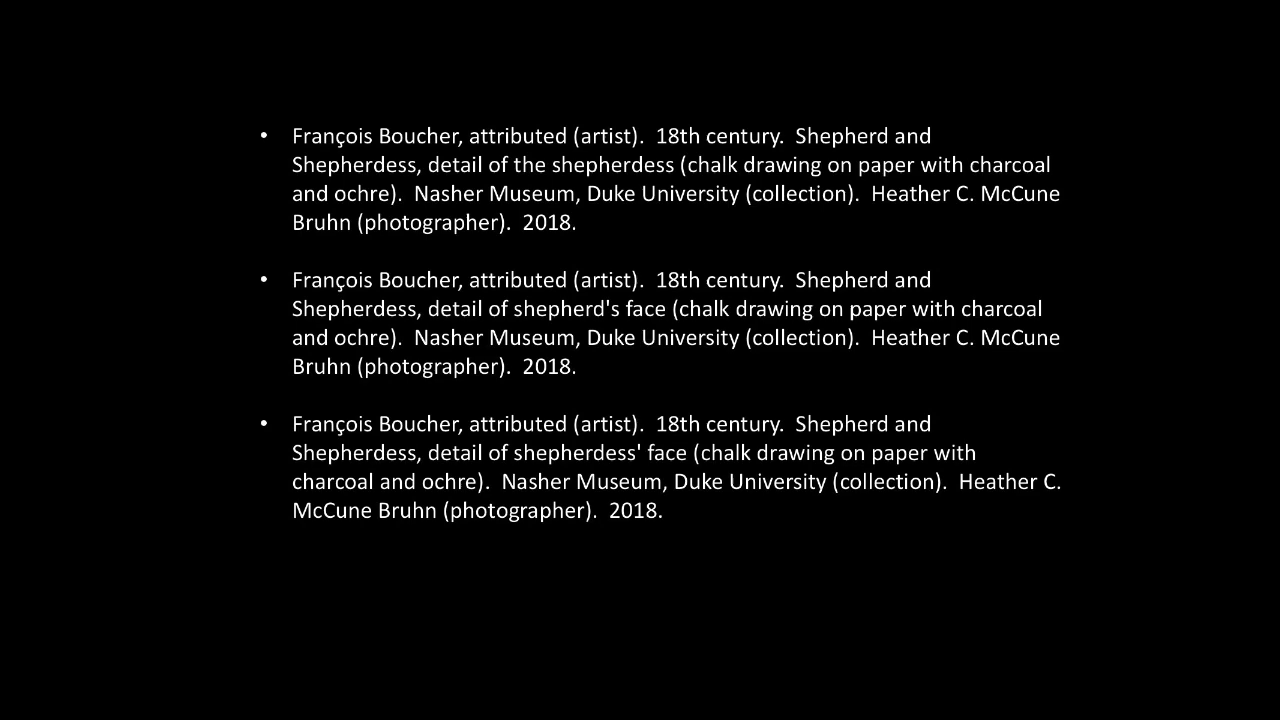 • François Boucher, attributed (artist).  18th century.  Shepherd and
Shepherdess, detail of the shepherdess (chalk drawing on paper with charcoal
and ochre).  Nasher Museum, Duke University (collection).  Heather C. McCune
Bruhn (photographer).  2018.
• François Boucher, attributed (artist).  18th century.  Shepherd and
Shepherdess, detail of shepherd's face (chalk drawing on paper with charcoal
and ochre).  Nasher Museum, Duke University (collection).  Heather C. McCune
Bruhn (photographer).  2018.
• François Boucher, attributed (artist).  18th century.  Shepherd and
Shepherdess, detail of shepherdess' face (chalk drawing on paper with
charcoal and ochre).  Nasher Museum, Duke University (collection).  Heather C.
McCune Bruhn (photographer).  2018.